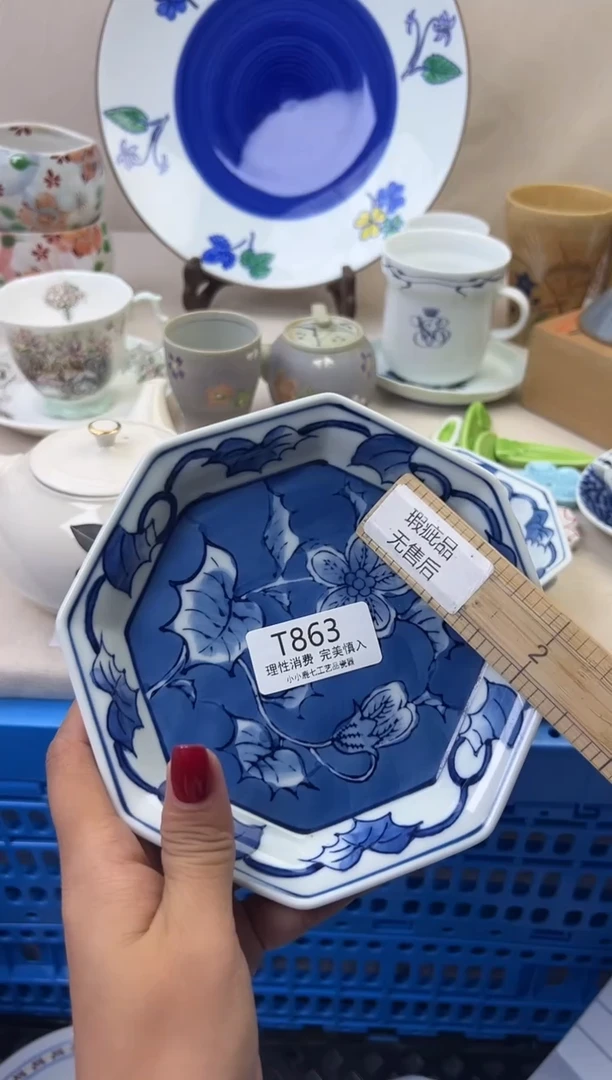 瑕疵品
无售后
T863
理性消费 完美慎入
小小鹿七工艺品瓷器
2